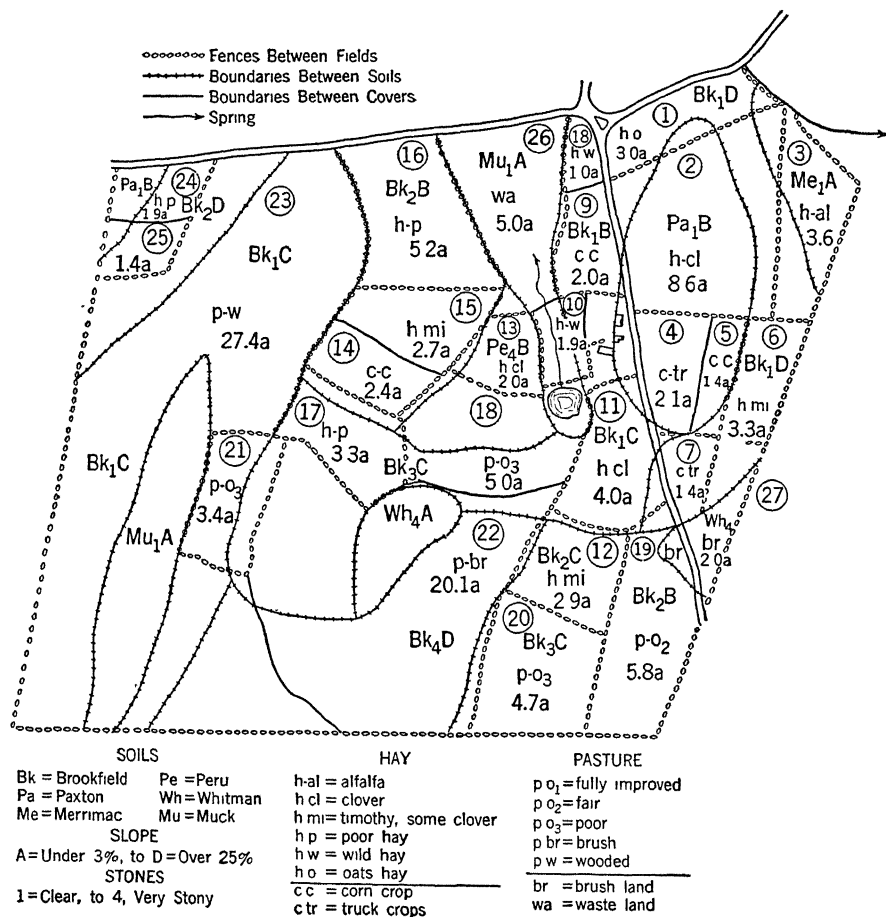 Fences Between Fields
Boundaries Between Soils
Boundaries Between Covers
Spring
1
h o
3 0a
Bk1D
2
Pa1B
h-cl
8 6a
3
Me1A
h-al
3.6
4
c-tr
2 1a
5
c c
1 4a
6
Bk1D
h mi
3.3a
7
c tr
1 4a
18
h w
1 0a
9
Bk1B
c c
2.0a
10
h-w
1.9a
11
Bk1C
h cl
4.0a
12
Bk2C
h mi
2 9a
13
Pe4B
h cl
2 0a
14
c-c
2.4a
15
h mi
2.7a
16
Bk2B
h-p
5 2a
17
h-p
3 3a
Bk3C
18
p-o3
5 0a
19
br
Bk2B
p-o2
5.8a
20
Bk3C
p-o3
4.7a
21
p-o3
3.4a
22
p-br
20.1a
Wh4A
Bk4D
23
Bk1C
p-w
27.4a
Bk1C
Mu1A
24
Pa1B
h p
1 9a
Bk2D
25
1.4a
26
Mu1A
wa
5.0a
27
Wh4
br
2 0a
SOILS
Bk = Brookfield Pe = Peru
Pa = Paxton Wh = Whitman
Me = Merrimac Mu = Muck
SLOPE
A = Under 3%, to D = Over 25%
STONES
1 = Clear, to 4, Very Stony
HAY
h-al = alfalfa
h cl = clover
h mi = timothy, some clover
h p = poor hay
h w = wild hay
h o = oats hay
c c = corn crop
c tr = truck crops
PASTURE
p o1 = fully improved
p o2 = fair
p o3 = poor
p br = brush
p w = wooded
br = brush land
wa = waste land